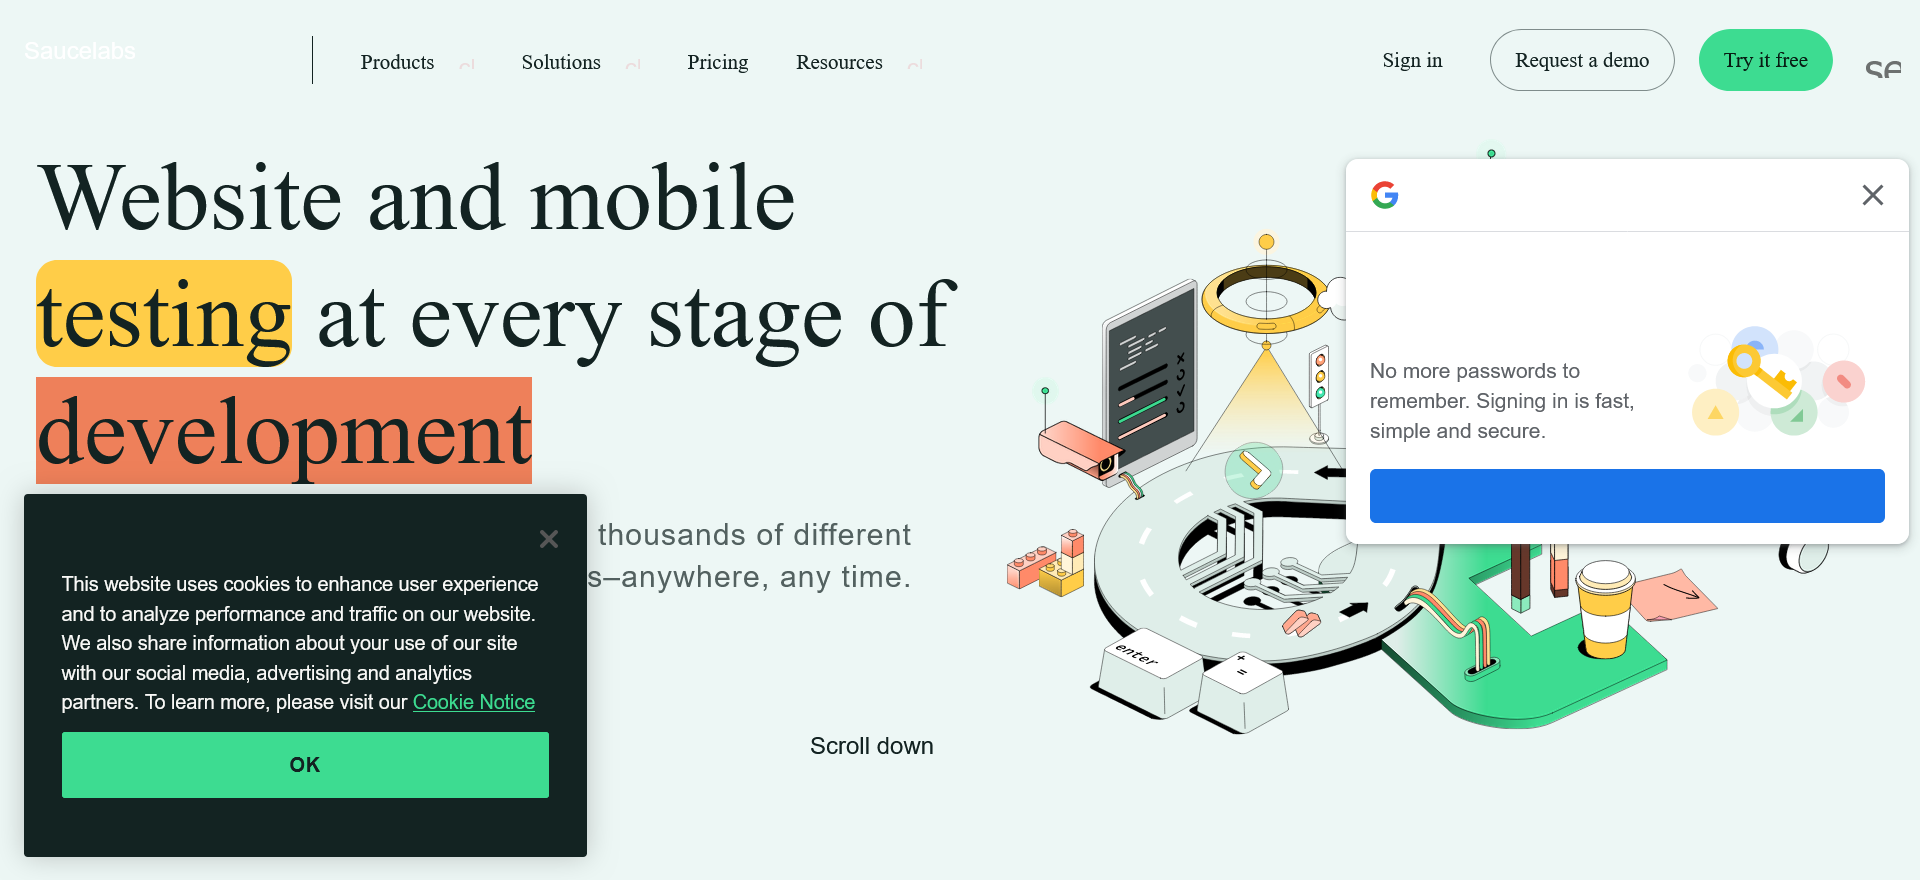 Saucelabs
Products
Solutions
Pricing
Resources
Sign in
Request a demo
Try it free
Website and mobile
testing at every stage of
development
thousands of different
s–anywhere, any time.
Scroll down
This website uses cookies to enhance user experience
and to analyze performance and traffic on our website.
We also share information about your use of our site
with our social media, advertising and analytics
partners. To learn more, please visit our Cookie Notice
OK
No more passwords to
remember. Signing in is fast,
simple and secure.
enter
+
=